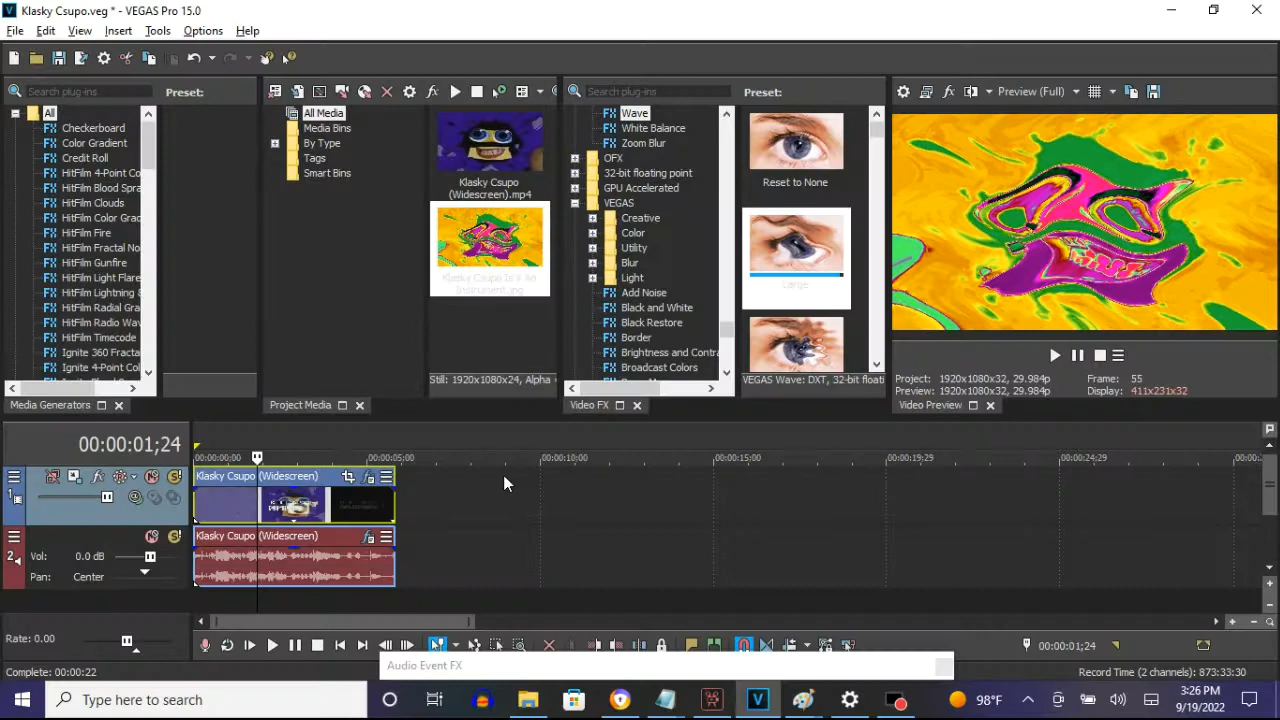 Klasky Csupo.veg * - VEGAS Pro 15.0
File Edit View Insert Tools Options Help
Search plug-ins
Preset:
All
Checkerboard
Color Gradient
Credit Roll
HitFilm 4-Point Co
HitFilm Blood Spra
HitFilm Clouds
HitFilm Color Grac
HitFilm Fire
HitFilm Fractal No
HitFilm Gunfire
HitFilm Light Flare
HitFilm Lightning &
HitFilm Radial Gra
HitFilm Radio Wav
HitFilm Timecode
Ignite 360 Fracta
Ignite 4-Point Col
Media Generators
All Media
Media Bins
By Type
Tags
Smart Bins
Klasky Csupo
(Widescreen).mp4
Klasky Csupo Is x an
Instrument.jpg
Still: 1920x1080x24, Alpha
Project Media
Search plug-ins
Preset:
Wave
White Balance
Zoom Blur
OFX
32-bit floating point
GPU Accelerated
VEGAS
Creative
Color
Utility
Blur
Light
Add Noise
Black and White
Black Restore
Border
Brightness and Contra
Broadcast Colors
Reset to None
Large
VEGAS Wave: DXT, 32-bit floati
Video FX
Preview (Full)
Project: 1920x1080x32, 29.984p
Preview: 1920x1080x32, 29.984p
Frame: 55
Display: 411x231x32
Video Preview
00:00:01;24
00:00:00;00 00:00:05;00 00:00:10;00 00:00:15;00 00:00:19;29 00:00:24;29
Klasky Csupo (Widescreen)
Klasky Csupo (Widescreen)
1
2
Vol: 0.0 dB
Pan: Center
Rate: 0.00
00:00:01;24
Audio Event FX
Complete: 00:00:22
Record Time (2 channels): 873:33:30
Type here to search
98°F
3:26 PM
9/19/2022